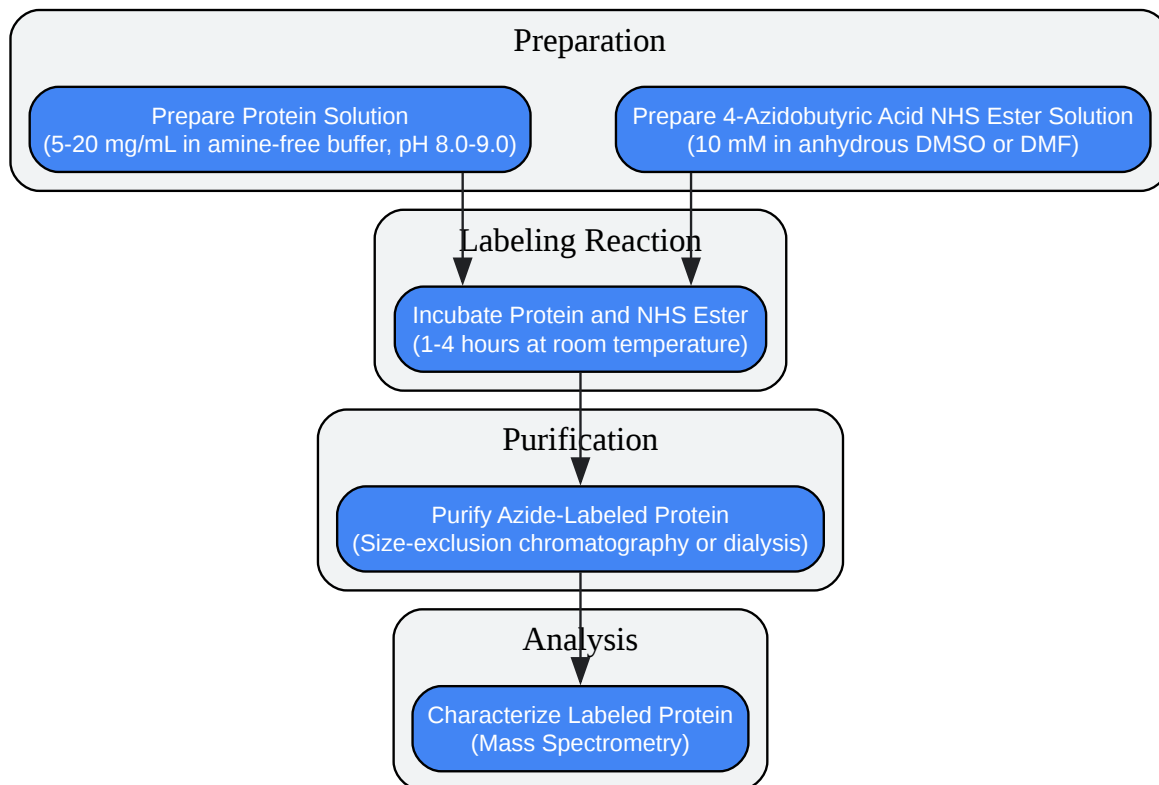 Preparation
Prepare Protein Solution
(5-20 mg/mL in amine-free buffer, pH 8.0-9.0)
Prepare 4-Azidobutyric Acid NHS Ester Solution
(10 mM in anhydrous DMSO or DMF)
Labeling Reaction
Incubate Protein and NHS Ester
(1-4 hours at room temperature)
Purification
Purify Azide-Labeled Protein
(Size-exclusion chromatography or dialysis)
Analysis
Characterize Labeled Protein
(Mass Spectrometry)